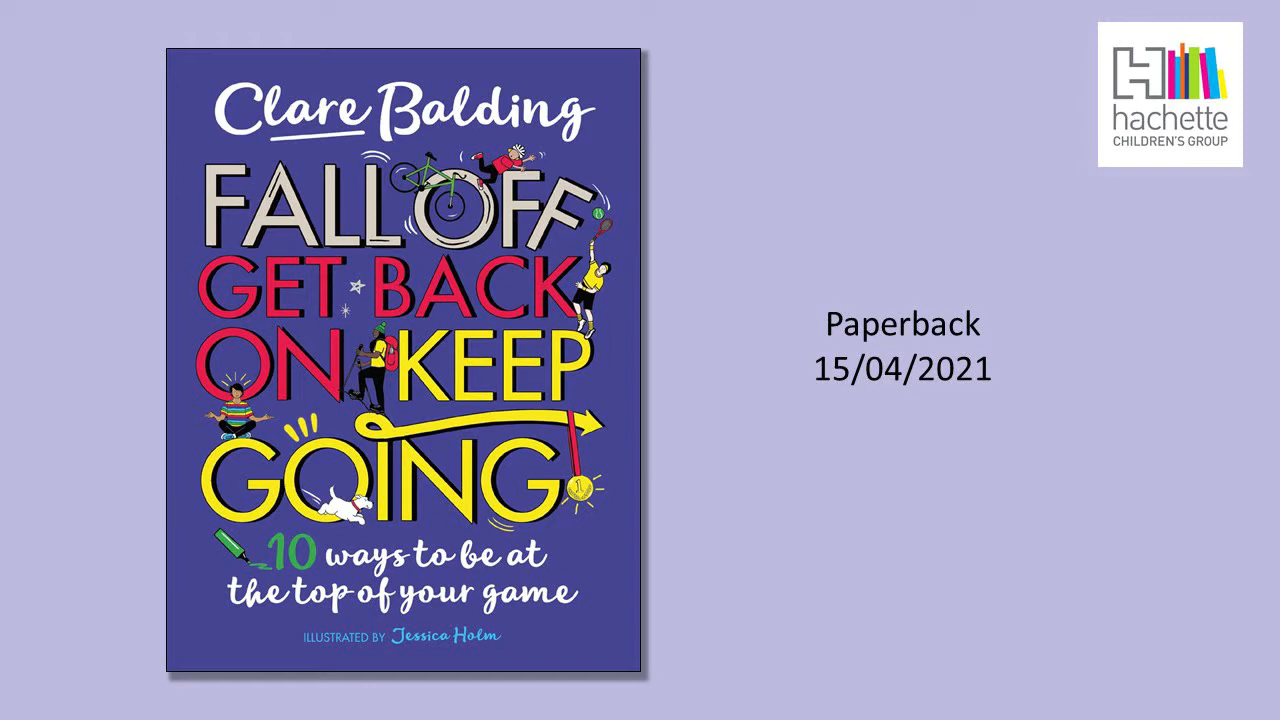 Clare Balding
FALL OFF
GET BACK
ON KEEP
GOING
1
10 ways to be at
the top of your game
ILLUSTRATED BY Jessica Holm
H
hachette
CHILDREN'S GROUP
Paperback
15/04/2021